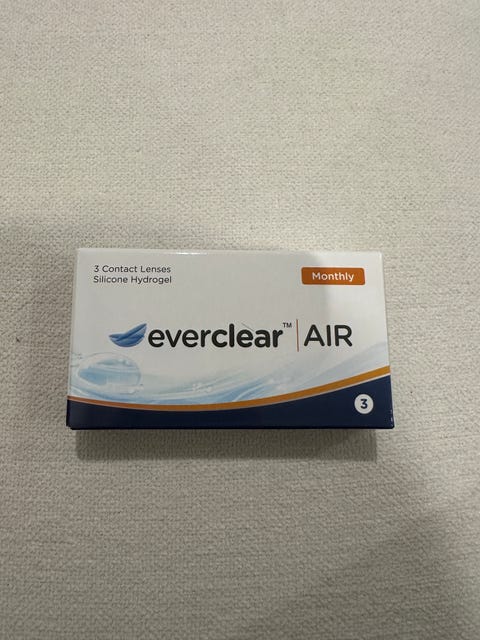 3 Contact Lenses
Silicone Hydrogel
Monthly
everclear™ | AIR
3